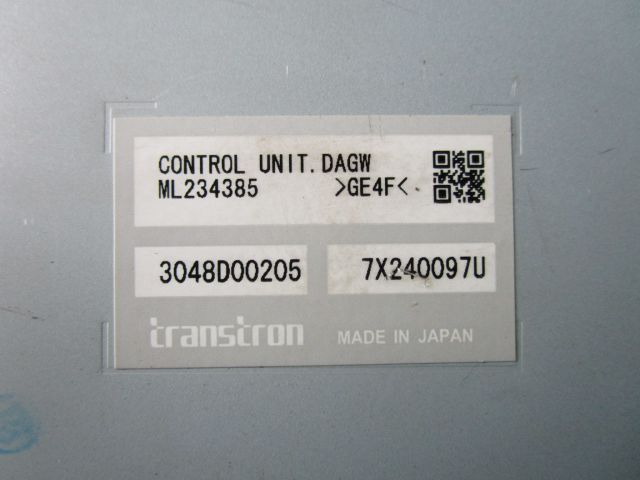 CONTROL UNIT.DAGW
ML234385 >GE4F<
3048D00205 7X240097U
transtron MADE IN JAPAN